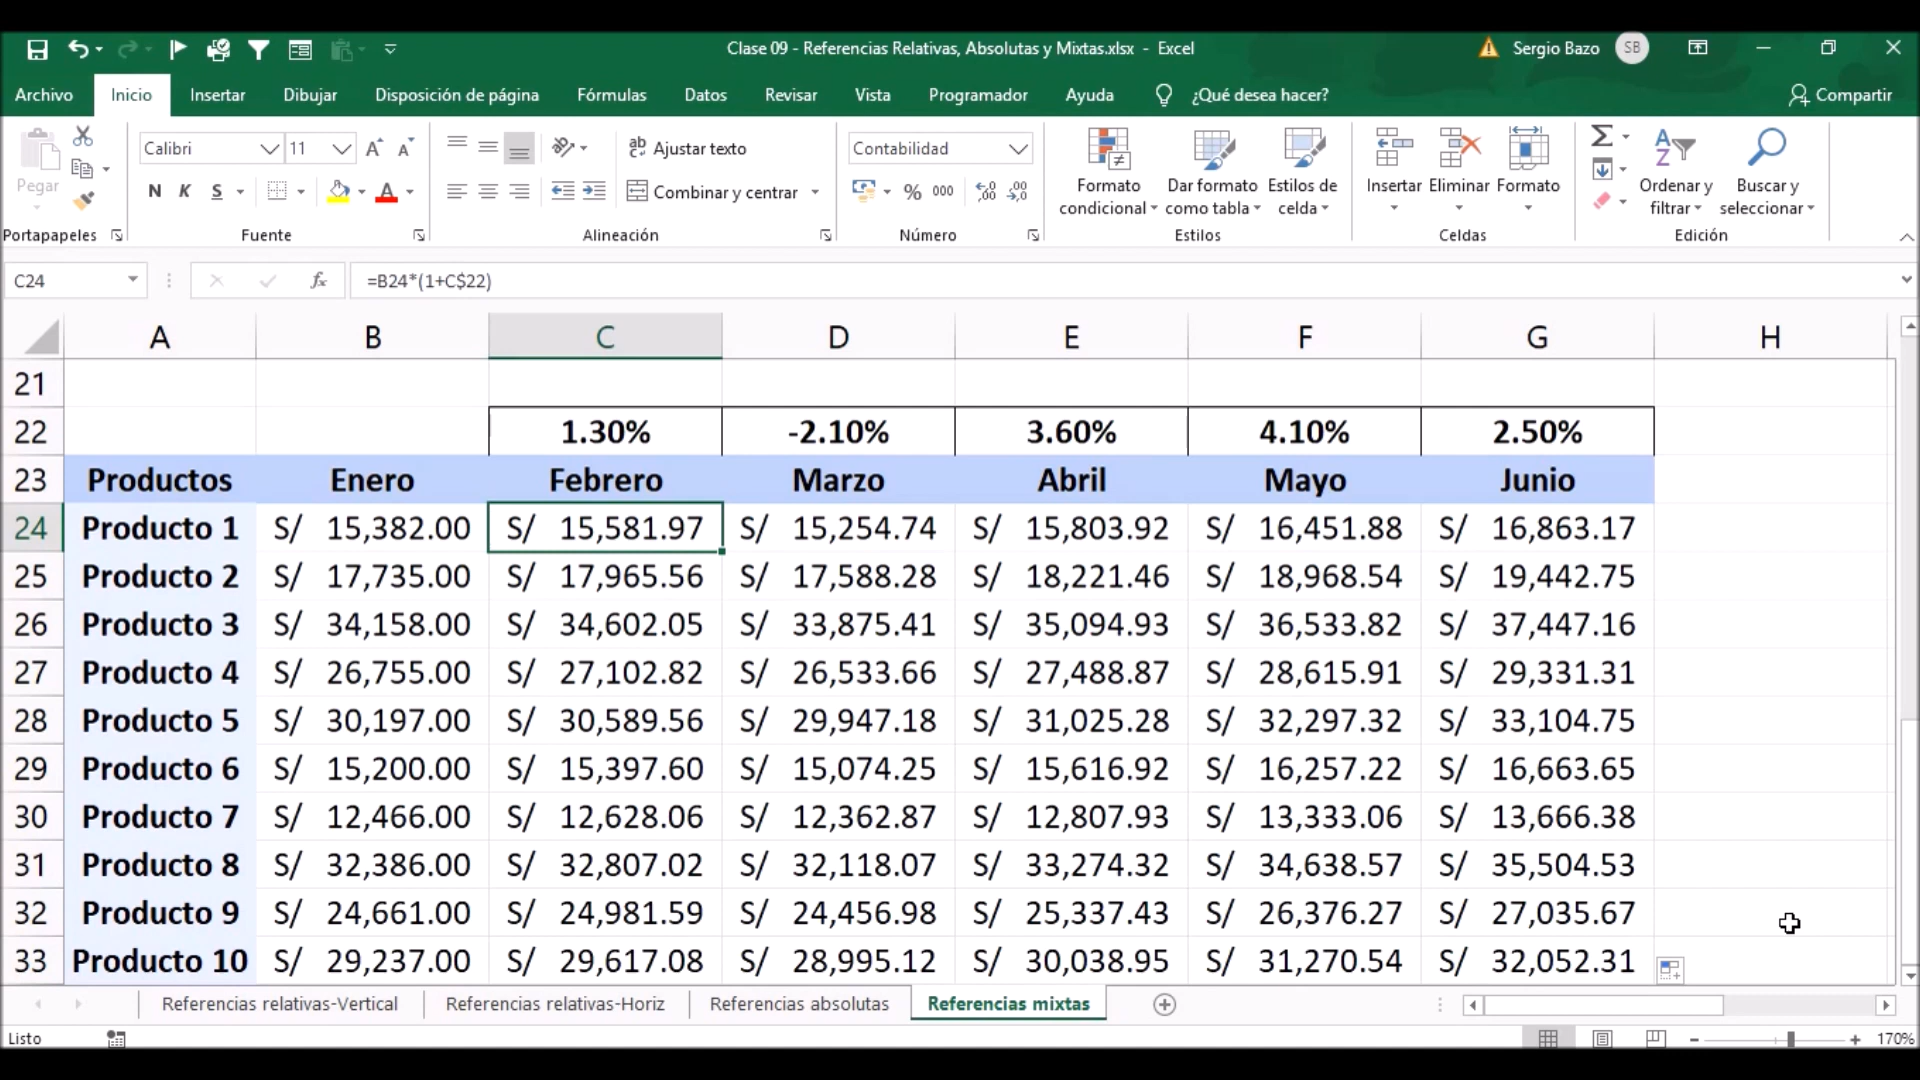 Clase 09 - Referencias Relativas, Absolutas y Mixtas.xlsx - Excel
Sergio Bazo SB
Archivo Inicio Insertar Dibujar Disposición de página Fórmulas Datos Revisar Vista Programador Ayuda ¿Qué desea hacer? Compartir
Pegar
Calibri 11
N K S
A A A
ab c Ajustar texto
Combinar y centrar
Contabilidad
% 000
Formato condicional
Dar formato como tabla
Estilos de celda
Insertar Eliminar Formato
Ordenar y filtrar
Buscar y seleccionar
Portapapeles Fuente Alineación Número Estilos Celdas Edición
C24 fx =B24*(1+C$22)
A B C D E F G H
21
22 1.30% -2.10% 3.60% 4.10% 2.50%
23 Productos Enero Febrero Marzo Abril Mayo Junio
24 Producto 1 S/ 15,382.00 S/ 15,581.97 S/ 15,254.74 S/ 15,803.92 S/ 16,451.88 S/ 16,863.17
25 Producto 2 S/ 17,735.00 S/ 17,965.56 S/ 17,588.28 S/ 18,221.46 S/ 18,968.54 S/ 19,442.75
26 Producto 3 S/ 34,158.00 S/ 34,602.05 S/ 33,875.41 S/ 35,094.93 S/ 36,533.82 S/ 37,447.16
27 Producto 4 S/ 26,755.00 S/ 27,102.82 S/ 26,533.66 S/ 27,488.87 S/ 28,615.91 S/ 29,331.31
28 Producto 5 S/ 30,197.00 S/ 30,589.56 S/ 29,947.18 S/ 31,025.28 S/ 32,297.32 S/ 33,104.75
29 Producto 6 S/ 15,200.00 S/ 15,397.60 S/ 15,074.25 S/ 15,616.92 S/ 16,257.22 S/ 16,663.65
30 Producto 7 S/ 12,466.00 S/ 12,628.06 S/ 12,362.87 S/ 12,807.93 S/ 13,333.06 S/ 13,666.38
31 Producto 8 S/ 32,386.00 S/ 32,807.02 S/ 32,118.07 S/ 33,274.32 S/ 34,638.57 S/ 35,504.53
32 Producto 9 S/ 24,661.00 S/ 24,981.59 S/ 24,456.98 S/ 25,337.43 S/ 26,376.27 S/ 27,035.67
33 Producto 10 S/ 29,237.00 S/ 29,617.08 S/ 28,995.12 S/ 30,038.95 S/ 31,270.54 S/ 32,052.31
Referencias relativas-Vertical Referencias relativas-Horiz Referencias absolutas Referencias mixtas
Listo 170%